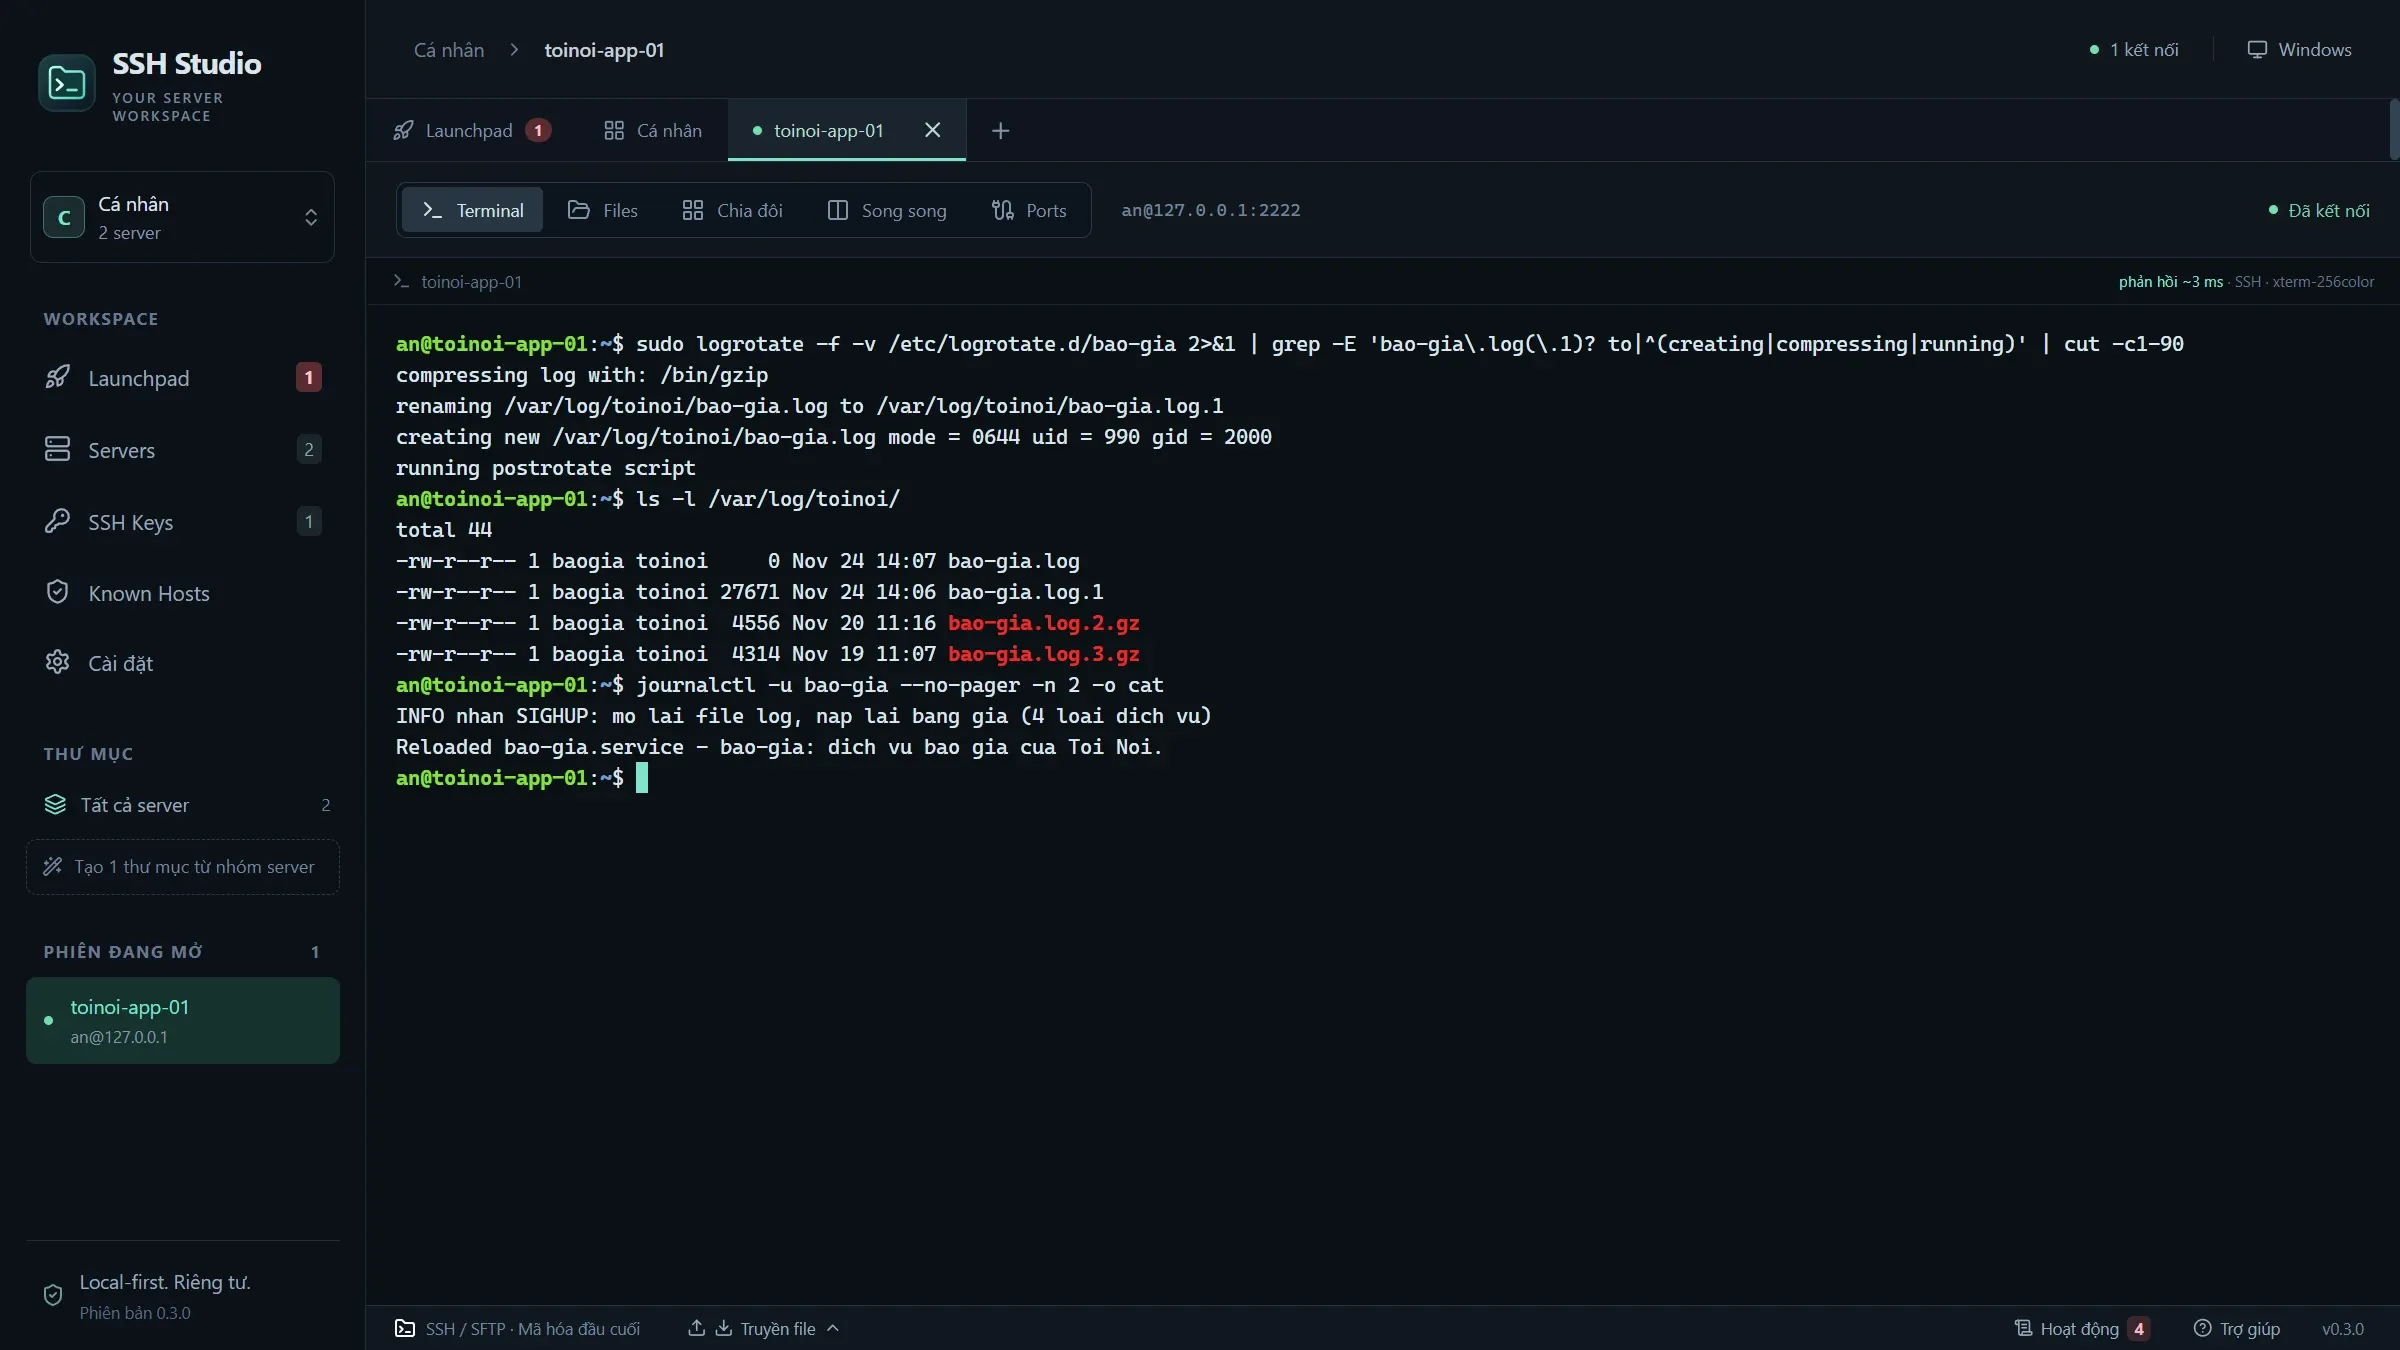 SSH Studio
YOUR SERVER
WORKSPACE
C
Cá nhân
2 server
WORKSPACE
Launchpad 1
Servers 2
SSH Keys 1
Known Hosts
Cài đặt
THƯ MỤC
Tất cả server 2
Tạo 1 thư mục từ nhóm server
PHIÊN ĐANG MỞ 1
toinoi-app-01
an@127.0.0.1
Local-first. Riêng tư.
Phiên bản 0.3.0
Cá nhân > toinoi-app-01
1 kết nối
Windows
Launchpad 1
Cá nhân
toinoi-app-01
Terminal
Files
Chia đôi
Song song
Ports
an@127.0.0.1:2222
Đã kết nối
toinoi-app-01
phản hồi ~3 ms · SSH · xterm-256color
an@toinoi-app-01:~$ sudo logrotate -f -v /etc/logrotate.d/bao-gia 2>&1 | grep -E 'bao-gia\.log(\.1)? to|^(creating|compressing|running)' | cut -c1-90
compressing log with: /bin/gzip
renaming /var/log/toinoi/bao-gia.log to /var/log/toinoi/bao-gia.log.1
creating new /var/log/toinoi/bao-gia.log mode = 0644 uid = 990 gid = 2000
running postrotate script
an@toinoi-app-01:~$ ls -l /var/log/toinoi/
total 44
-rw-r--r-- 1 baogia toinoi     0 Nov 24 14:07 bao-gia.log
-rw-r--r-- 1 baogia toinoi 27671 Nov 24 14:06 bao-gia.log.1
-rw-r--r-- 1 baogia toinoi  4556 Nov 20 11:16 bao-gia.log.2.gz
-rw-r--r-- 1 baogia toinoi  4314 Nov 19 11:07 bao-gia.log.3.gz
an@toinoi-app-01:~$ journalctl -u bao-gia --no-pager -n 2 -o cat
INFO nhan SIGHUP: mo lai file log, nap lai bang gia (4 loai dich vu)
Reloaded bao-gia.service - bao-gia: dich vu bao gia cua Toi Noi.
an@toinoi-app-01:~$
SSH / SFTP · Mã hóa đầu cuối
Truyền file
Hoạt động 4
Trợ giúp
v0.3.0